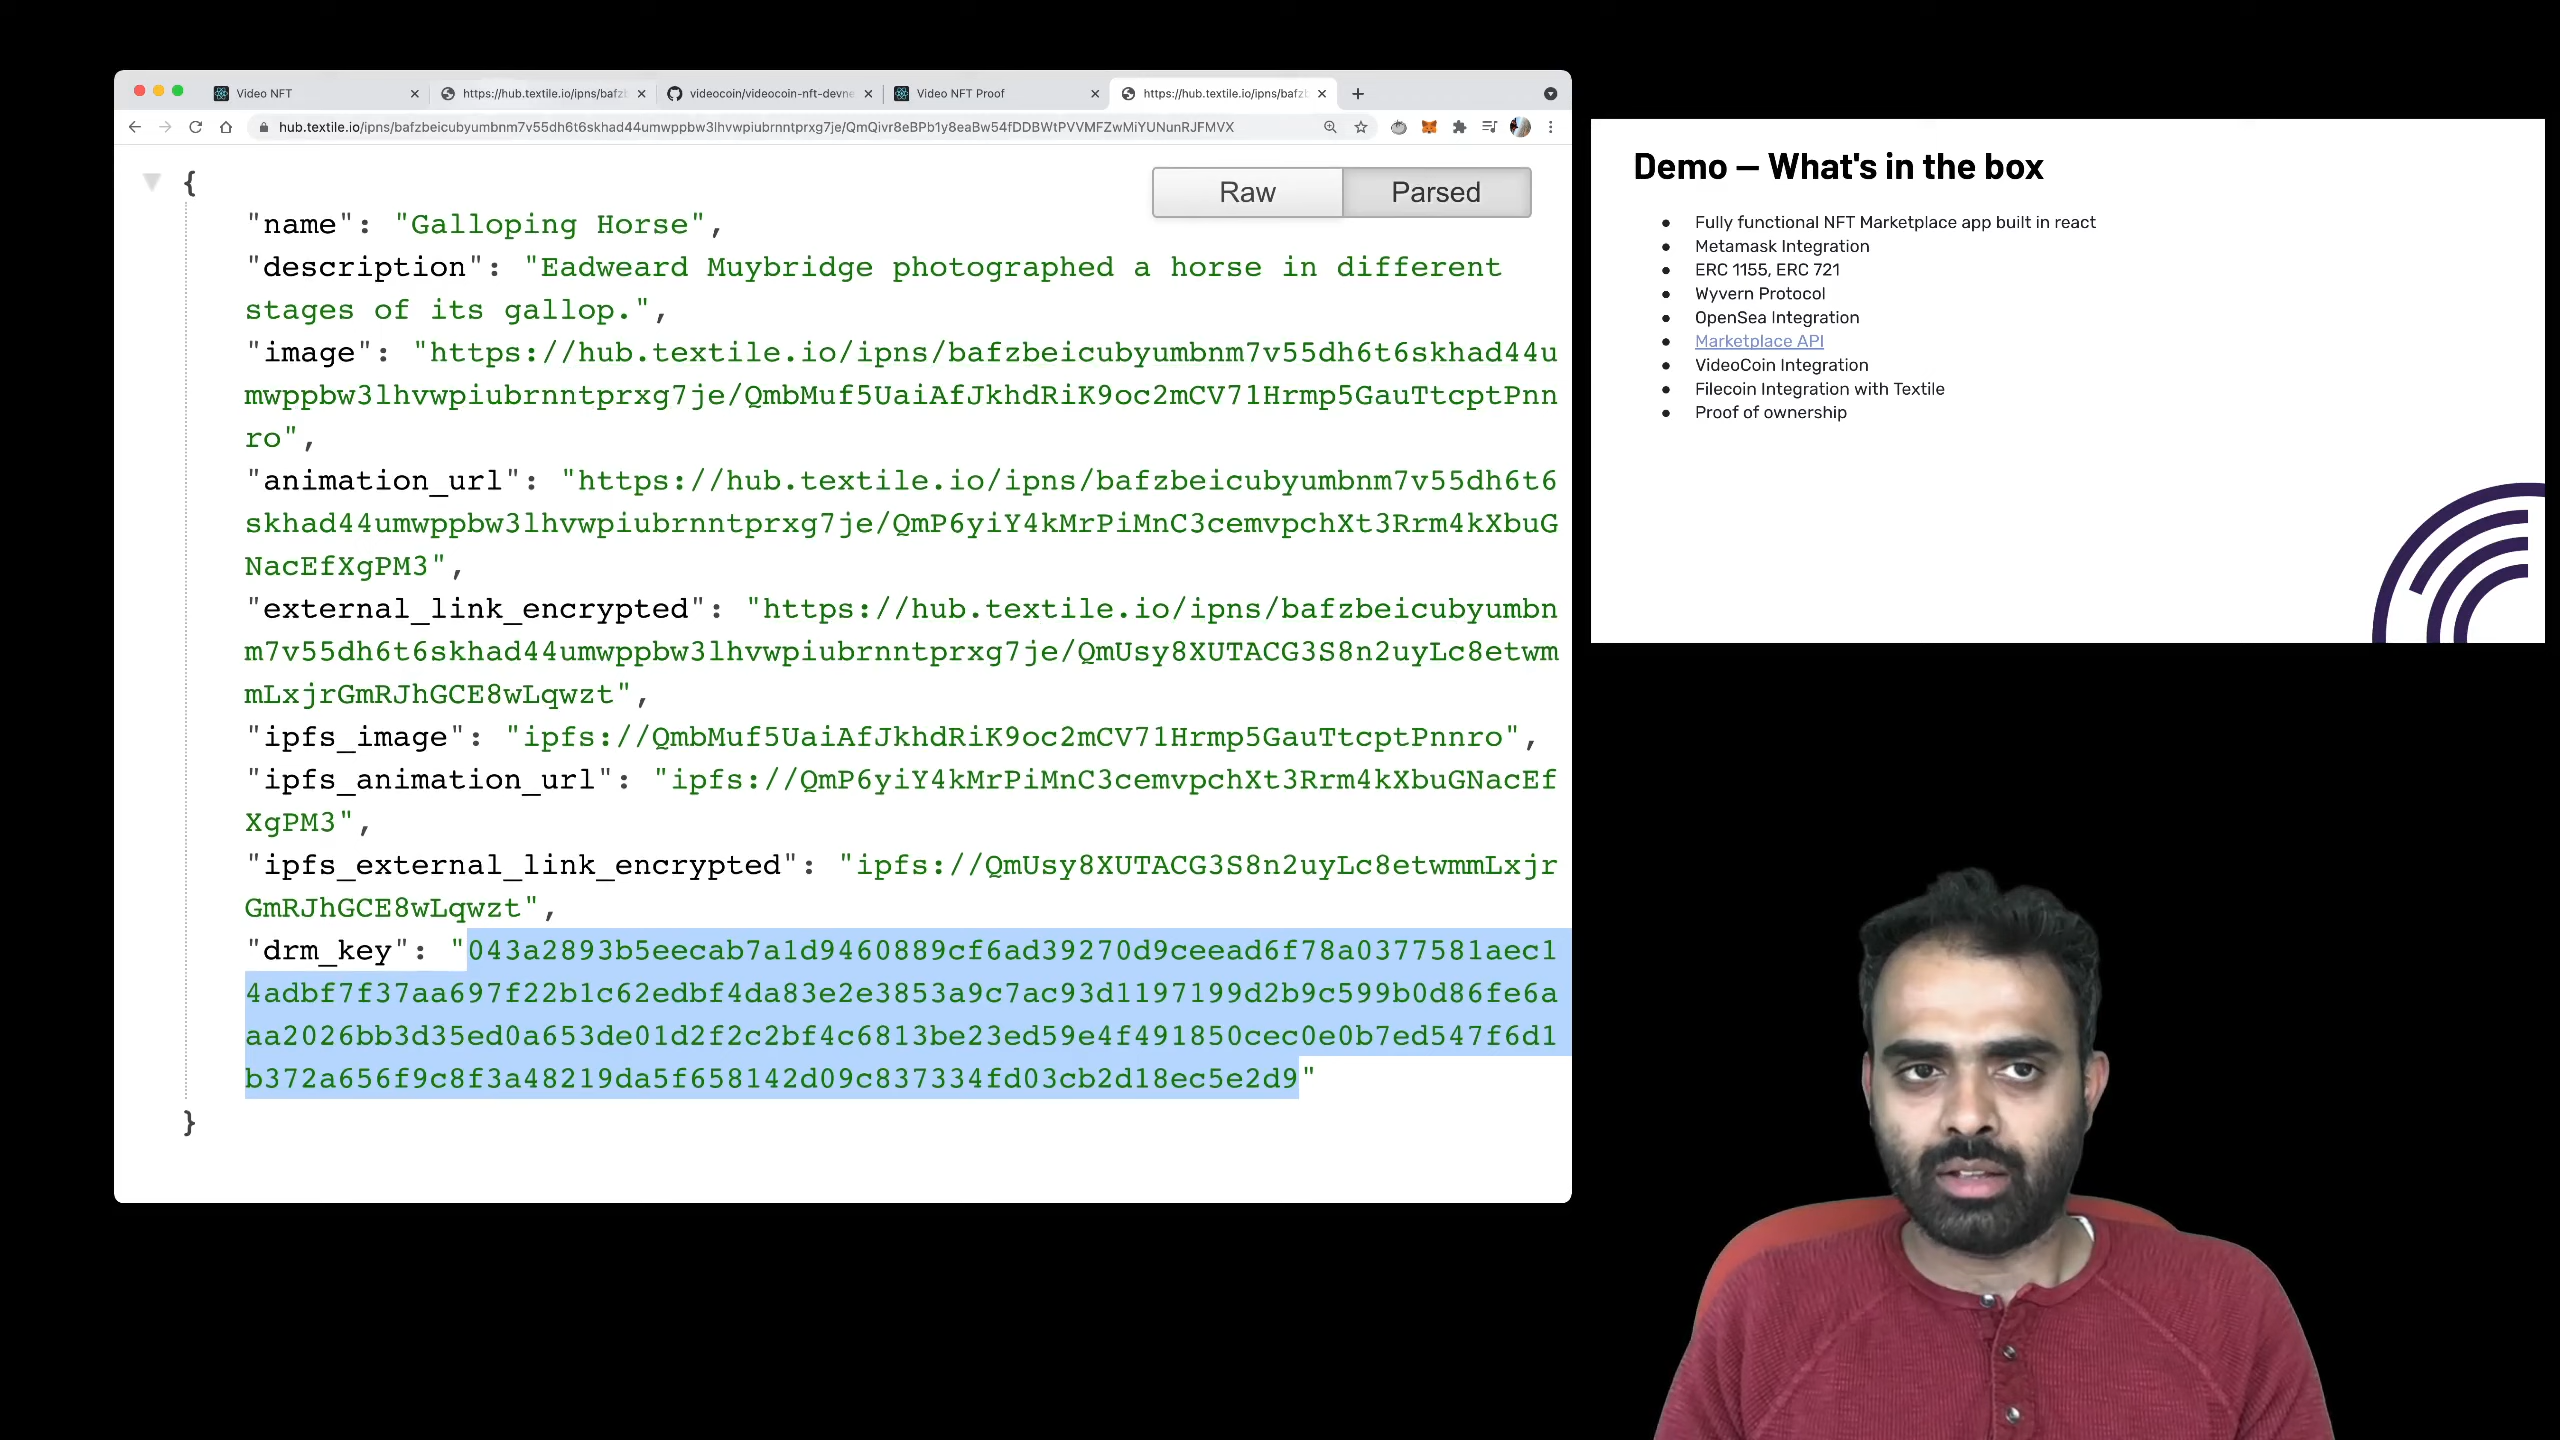 Video NFT
https://hub.textile.io/ipns/bafzb
videocoin/videocoin-nft-devne
Video NFT Proof
https://hub.textile.io/ipns/bafzb
hub.textile.io/ipns/bafzbeicubyumbnm7v55dh6t6skhad44umwppbw3lhvwpiubrnntprxg7je/QmQivr8eBPb1y8eaBw54fDDBWtPVVMFZwMiYUNunRJFMVX
Raw
Parsed
{
"name": "Galloping Horse",
"description": "Eadweard Muybridge photographed a horse in different
stages of its gallop.",
"image": "https://hub.textile.io/ipns/bafzbeicubyumbnm7v55dh6t6skhad44u
mwppbw3lhvwpiubrnntprxg7je/QmbMuf5UaiAfJkhdRiK9oc2mCV71Hrmp5GauTtcptPnn
ro",
"animation_url": "https://hub.textile.io/ipns/bafzbeicubyumbnm7v55dh6t6
skhad44umwppbw3lhvwpiubrnntprxg7je/QmP6yiY4kMrPiMnC3cemvpchXt3Rrm4kXbuG
NacEfXgPM3",
"external_link_encrypted": "https://hub.textile.io/ipns/bafzbeicubyumbn
m7v55dh6t6skhad44umwppbw3lhvwpiubrnntprxg7je/QmUsy8XUTACG3S8n2uyLc8etwm
mLxjrGmRJhGCE8wLqwzt",
"ipfs_image": "ipfs://QmbMuf5UaiAfJkhdRiK9oc2mCV71Hrmp5GauTtcptPnnro",
"ipfs_animation_url": "ipfs://QmP6yiY4kMrPiMnC3cemvpchXt3Rrm4kXbuGNacEf
XgPM3",
"ipfs_external_link_encrypted": "ipfs://QmUsy8XUTACG3S8n2uyLc8etwmmLxjr
GmRJhGCE8wLqwzt",
"drm_key": "043a2893b5eecab7a1d9460889cf6ad39270d9ceead6f78a0377581aec1
4adbf7f37aa697f22b1c62edbf4da83e2e3853a9c7ac93d1197199d2b9c599b0d86fe6a
aa2026bb3d35ed0a653de01d2f2c2bf4c6813be23ed59e4f491850cec0e0b7ed547f6d1
b372a656f9c8f3a48219da5f658142d09c837334fd03cb2d18ec5e2d9"
}
Demo — What's in the box
● Fully functional NFT Marketplace app built in react
● Metamask Integration
● ERC 1155, ERC 721
● Wyvern Protocol
● OpenSea Integration
● Marketplace API
● VideoCoin Integration
● Filecoin Integration with Textile
● Proof of ownership